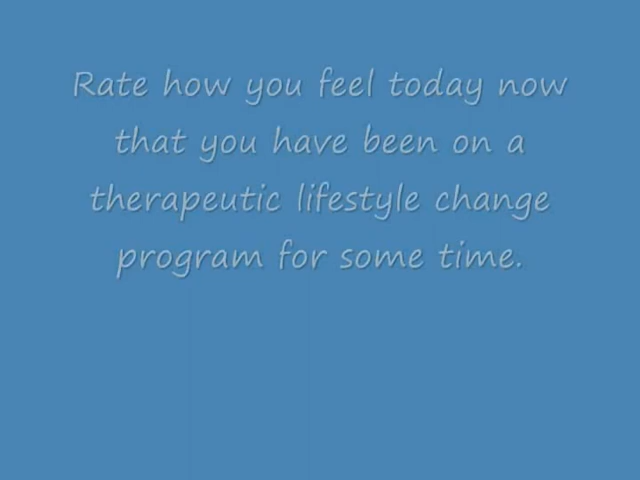 Rate how you feel today now
that you have been on a
therapeutic lifestyle change
program for some time.